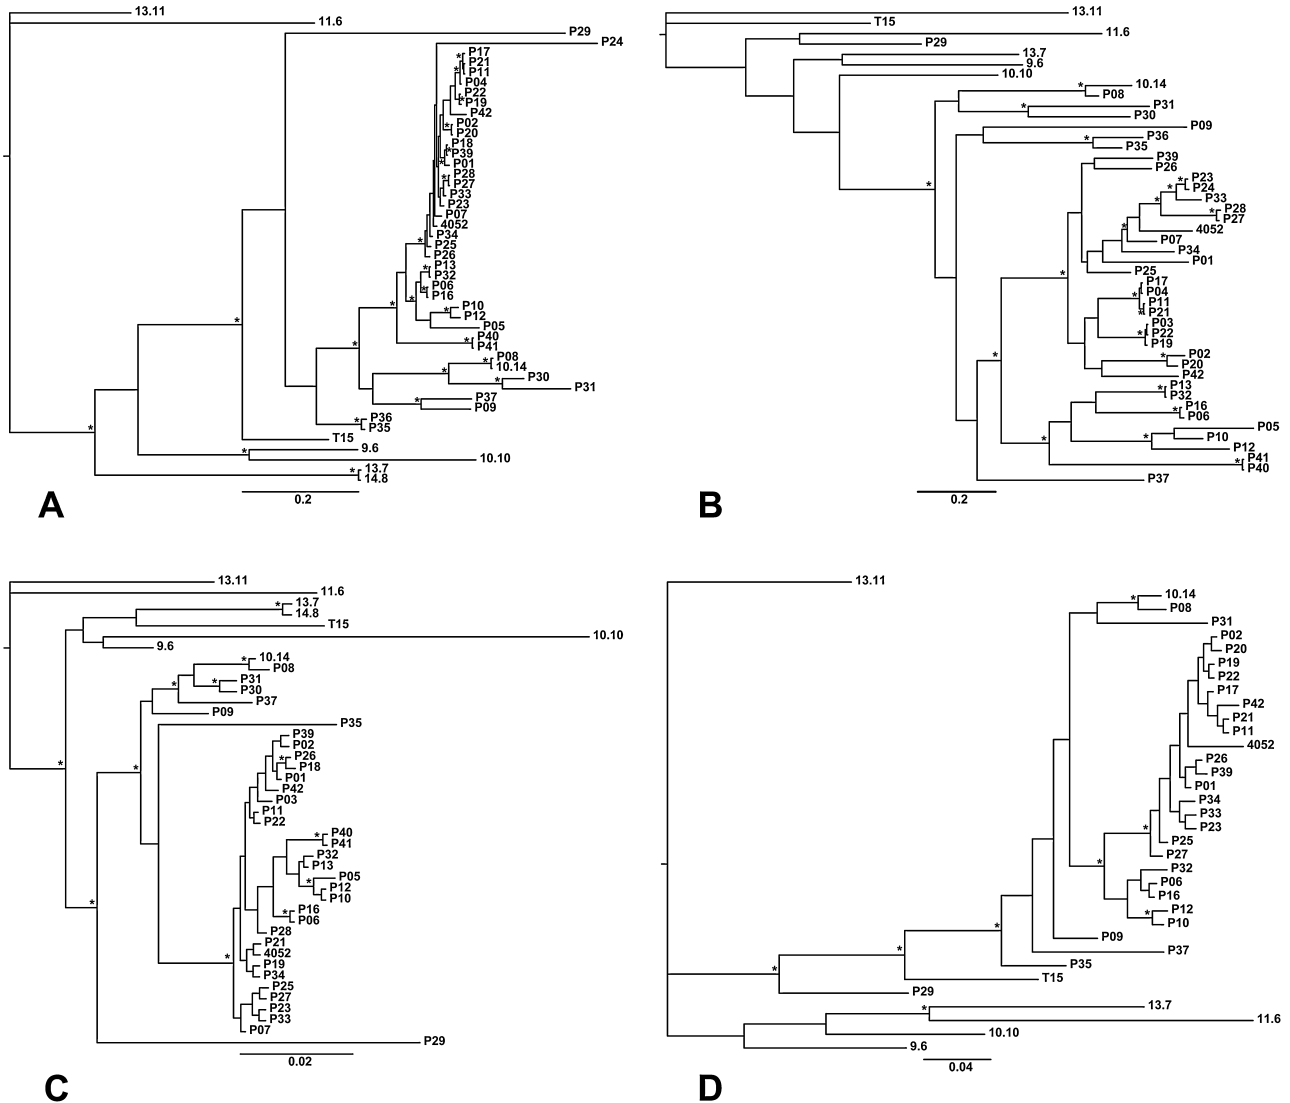 13.11
11.6
P29
P24
P17
P21
P11
P04
P22
P19
P42
P02
P20
P18
P39
P01
P28
P27
P33
P23
P07
4052
P34
P25
P26
P13
P32
P06
P16
P10
P12
P05
P40
P41
P08
10.14
P30
P31
P37
P09
P36
P35
T15
9.6
10.10
13.7
14.8
0.2
A
13.11
T15
11.6
P29
13.7
9.6
10.10
10.14
P08
P31
P30
P09
P36
P35
P39
P26
P23
P24
P33
P28
P27
4052
P07
P34
P01
P25
P17
P04
P11
P21
P03
P22
P19
P02
P20
P42
P13
P32
P16
P06
P05
P10
P12
P41
P40
P37
0.2
B
13.11
11.6
13.7
14.8
T15
10.10
9.6
10.14
P08
P31
P30
P37
P09
P35
P39
P02
P26
P18
P01
P42
P03
P11
P22
P40
P41
P32
P13
P05
P12
P10
P16
P06
P28
P21
4052
P19
P34
P25
P27
P23
P33
P07
P29
0.02
C
13.11
10.14
P08
P31
P02
P20
P19
P22
P17
P42
P21
P11
4052
P26
P39
P01
P34
P33
P23
P25
P27
P32
P06
P16
P12
P10
P09
P37
P35
T15
P29
13.7
11.6
10.10
9.6
0.04
D